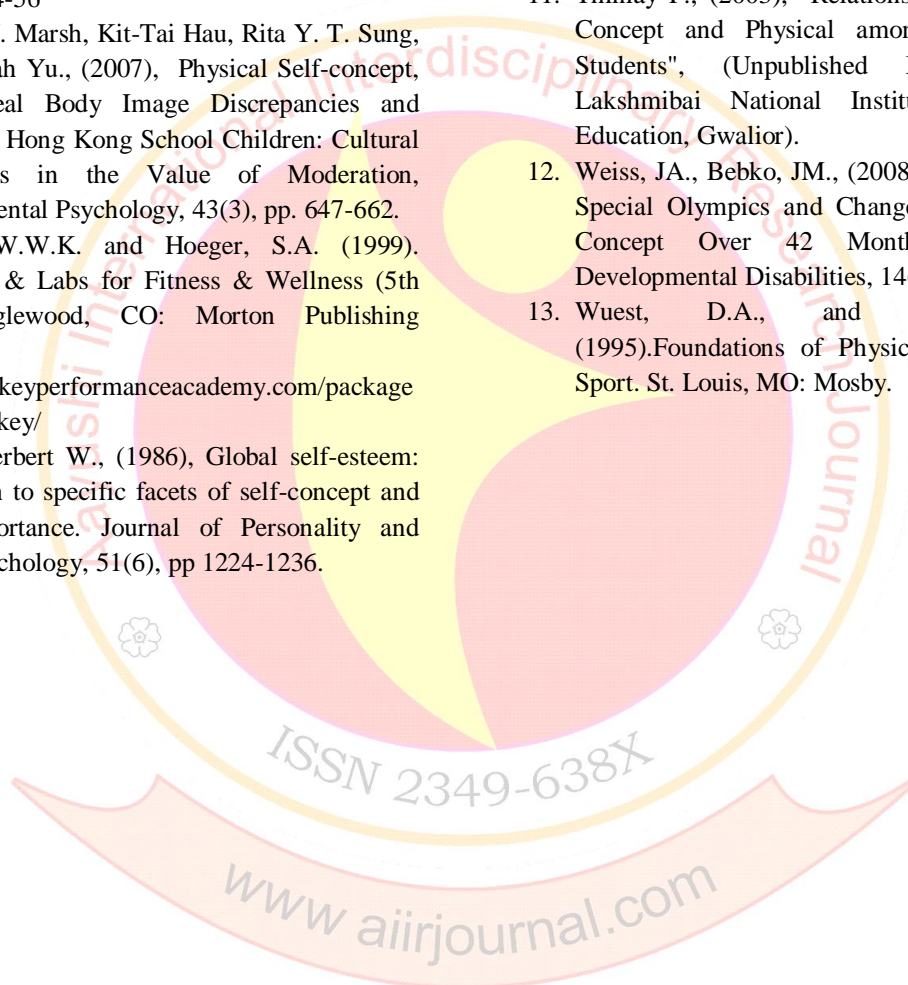 4-56
. Marsh, Kit-Tai Hau, Rita Y. T. Sung,
ah Yu., (2007), Physical Self-concept,
eal Body Image Discrepancies and
Hong Kong School Children: Cultural
s in the Value of Moderation,
ental Psychology, 43(3), pp. 647-662.
W.W.K. and Hoeger, S.A. (1999).
& Labs for Fitness & Wellness (5th
glewood, CO: Morton Publishing
keyperformanceacademy.com/package
key/
erbert W., (1986), Global self-esteem:
n to specific facets of self-concept and
ortance. Journal of Personality and
chology, 51(6), pp 1224-1236.
Concept and Physical amon
Students", (Unpublished
Lakshmibai National Institu
Education, Gwalior).
12. Weiss, JA., Bebko, JM., (2008
Special Olympics and Change
Concept Over 42 Month
Developmental Disabilities, 14
13. Wuest, D.A., and
(1995).Foundations of Physic
Sport. St. Louis, MO: Mosby.
Aayushi International Interdisciplinary Research Journal
ISSN 2349-638X
www aiirjournal.com